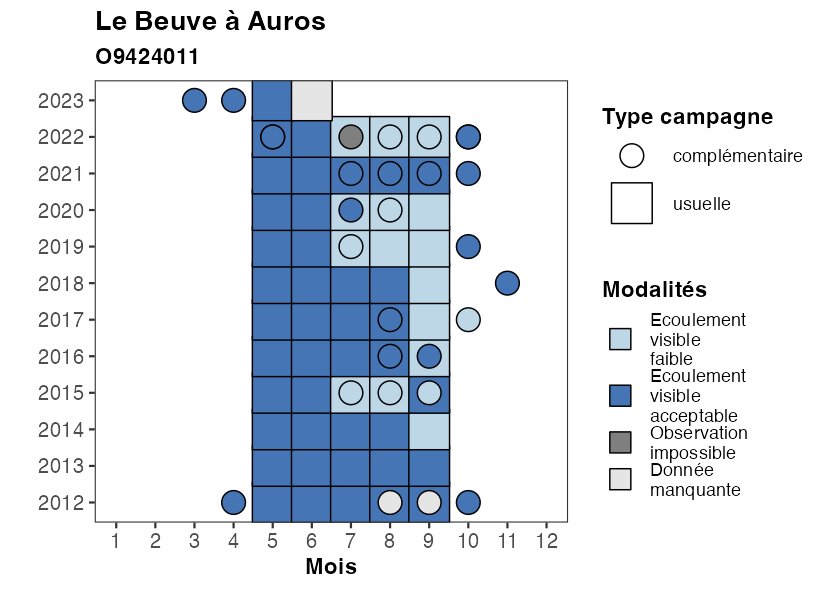 Le Beuve à Auros
O9424011
2023
2022
2021
2020
2019
2018
2017
2016
2015
2014
2013
2012
1 2 3 4 5 6 7 8 9 10 11 12
Mois
Type campagne
complémentaire
usuelle
Modalités
Ecoulement
visible
faible
Ecoulement
visible
acceptable
Observation
impossible
Donnée
manquante